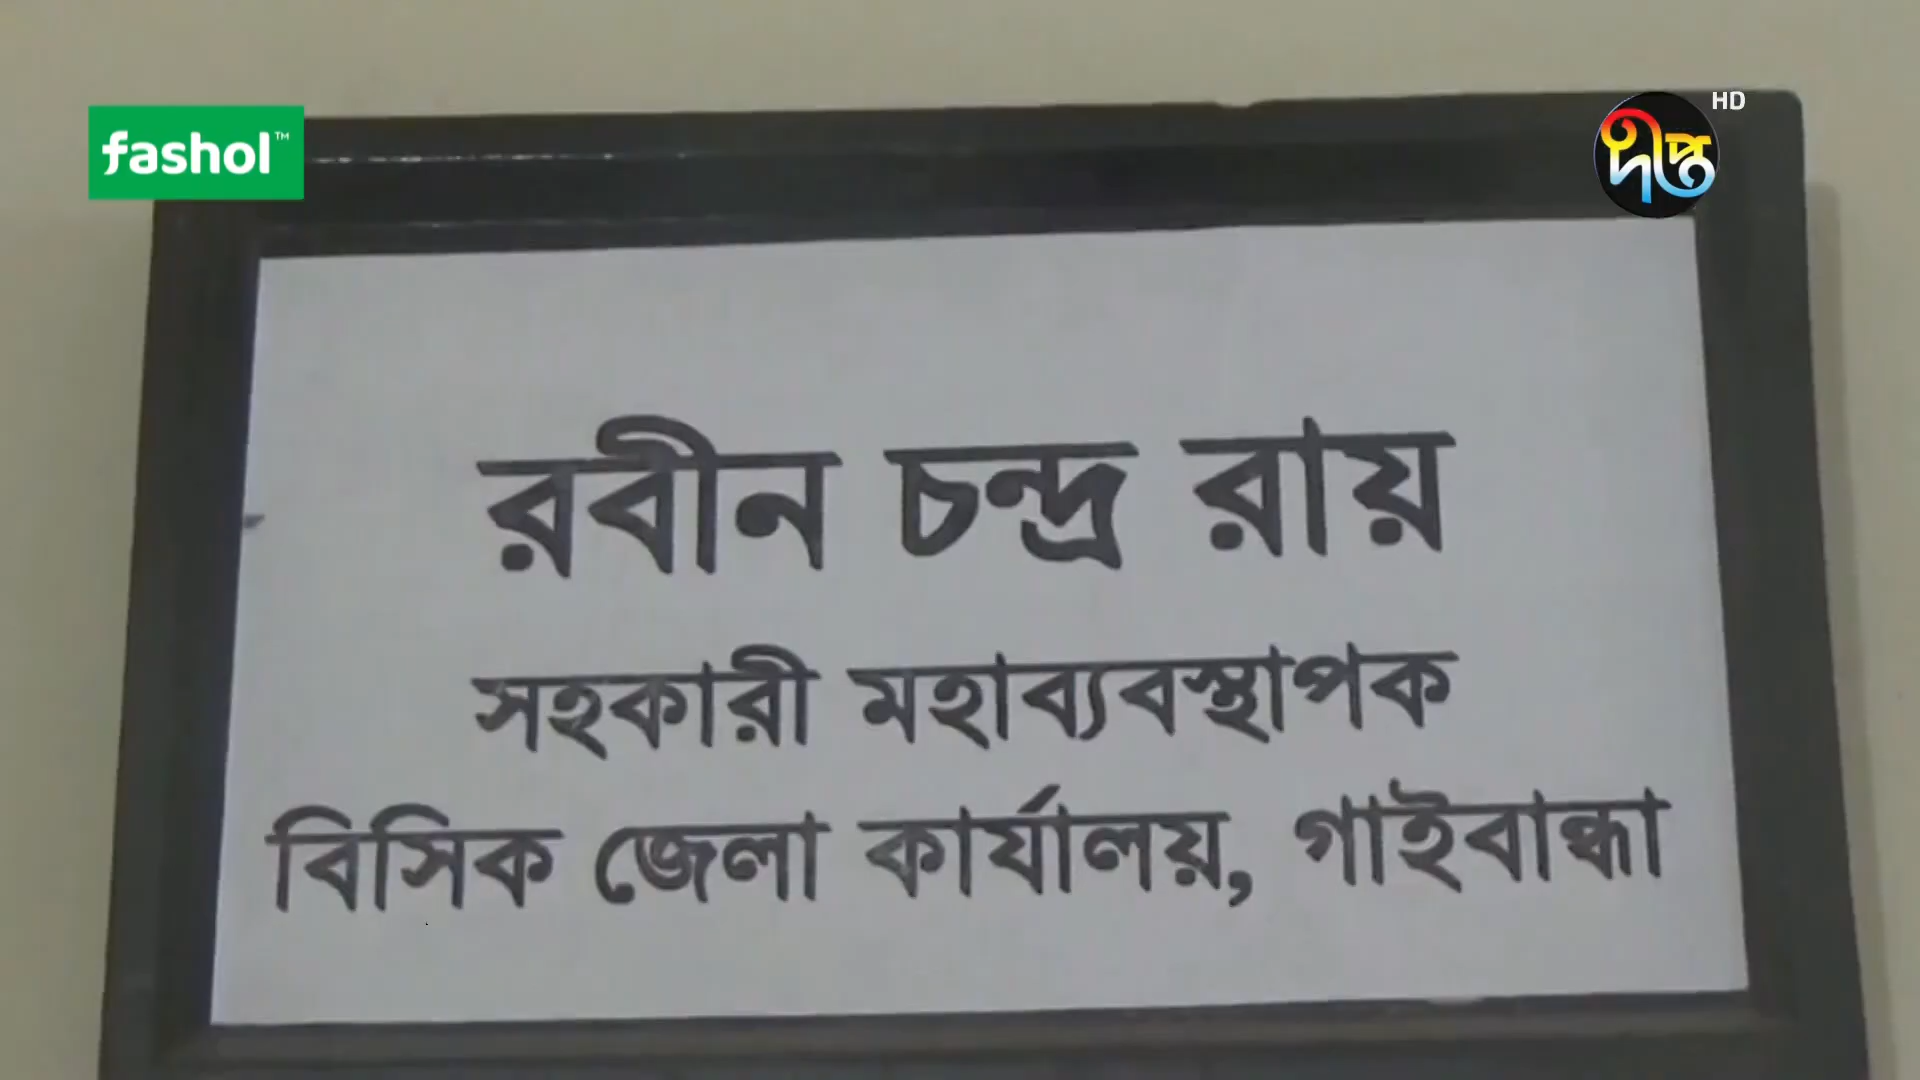 fashol™
দীপ্ত HD
রবীন চন্দ্র রায়
সহকারী মহাব্যবস্থাপক
বিসিক জেলা কার্যালয়, গাইবান্ধা